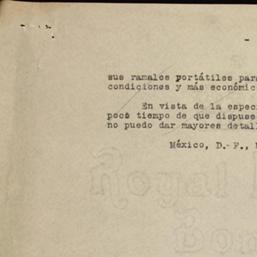 sus ramales portátiles par
condiciones y más económic
En vista de la especi
poco tiempo de que dispuse
no puedo dar mayores detall
México, D.-F.,